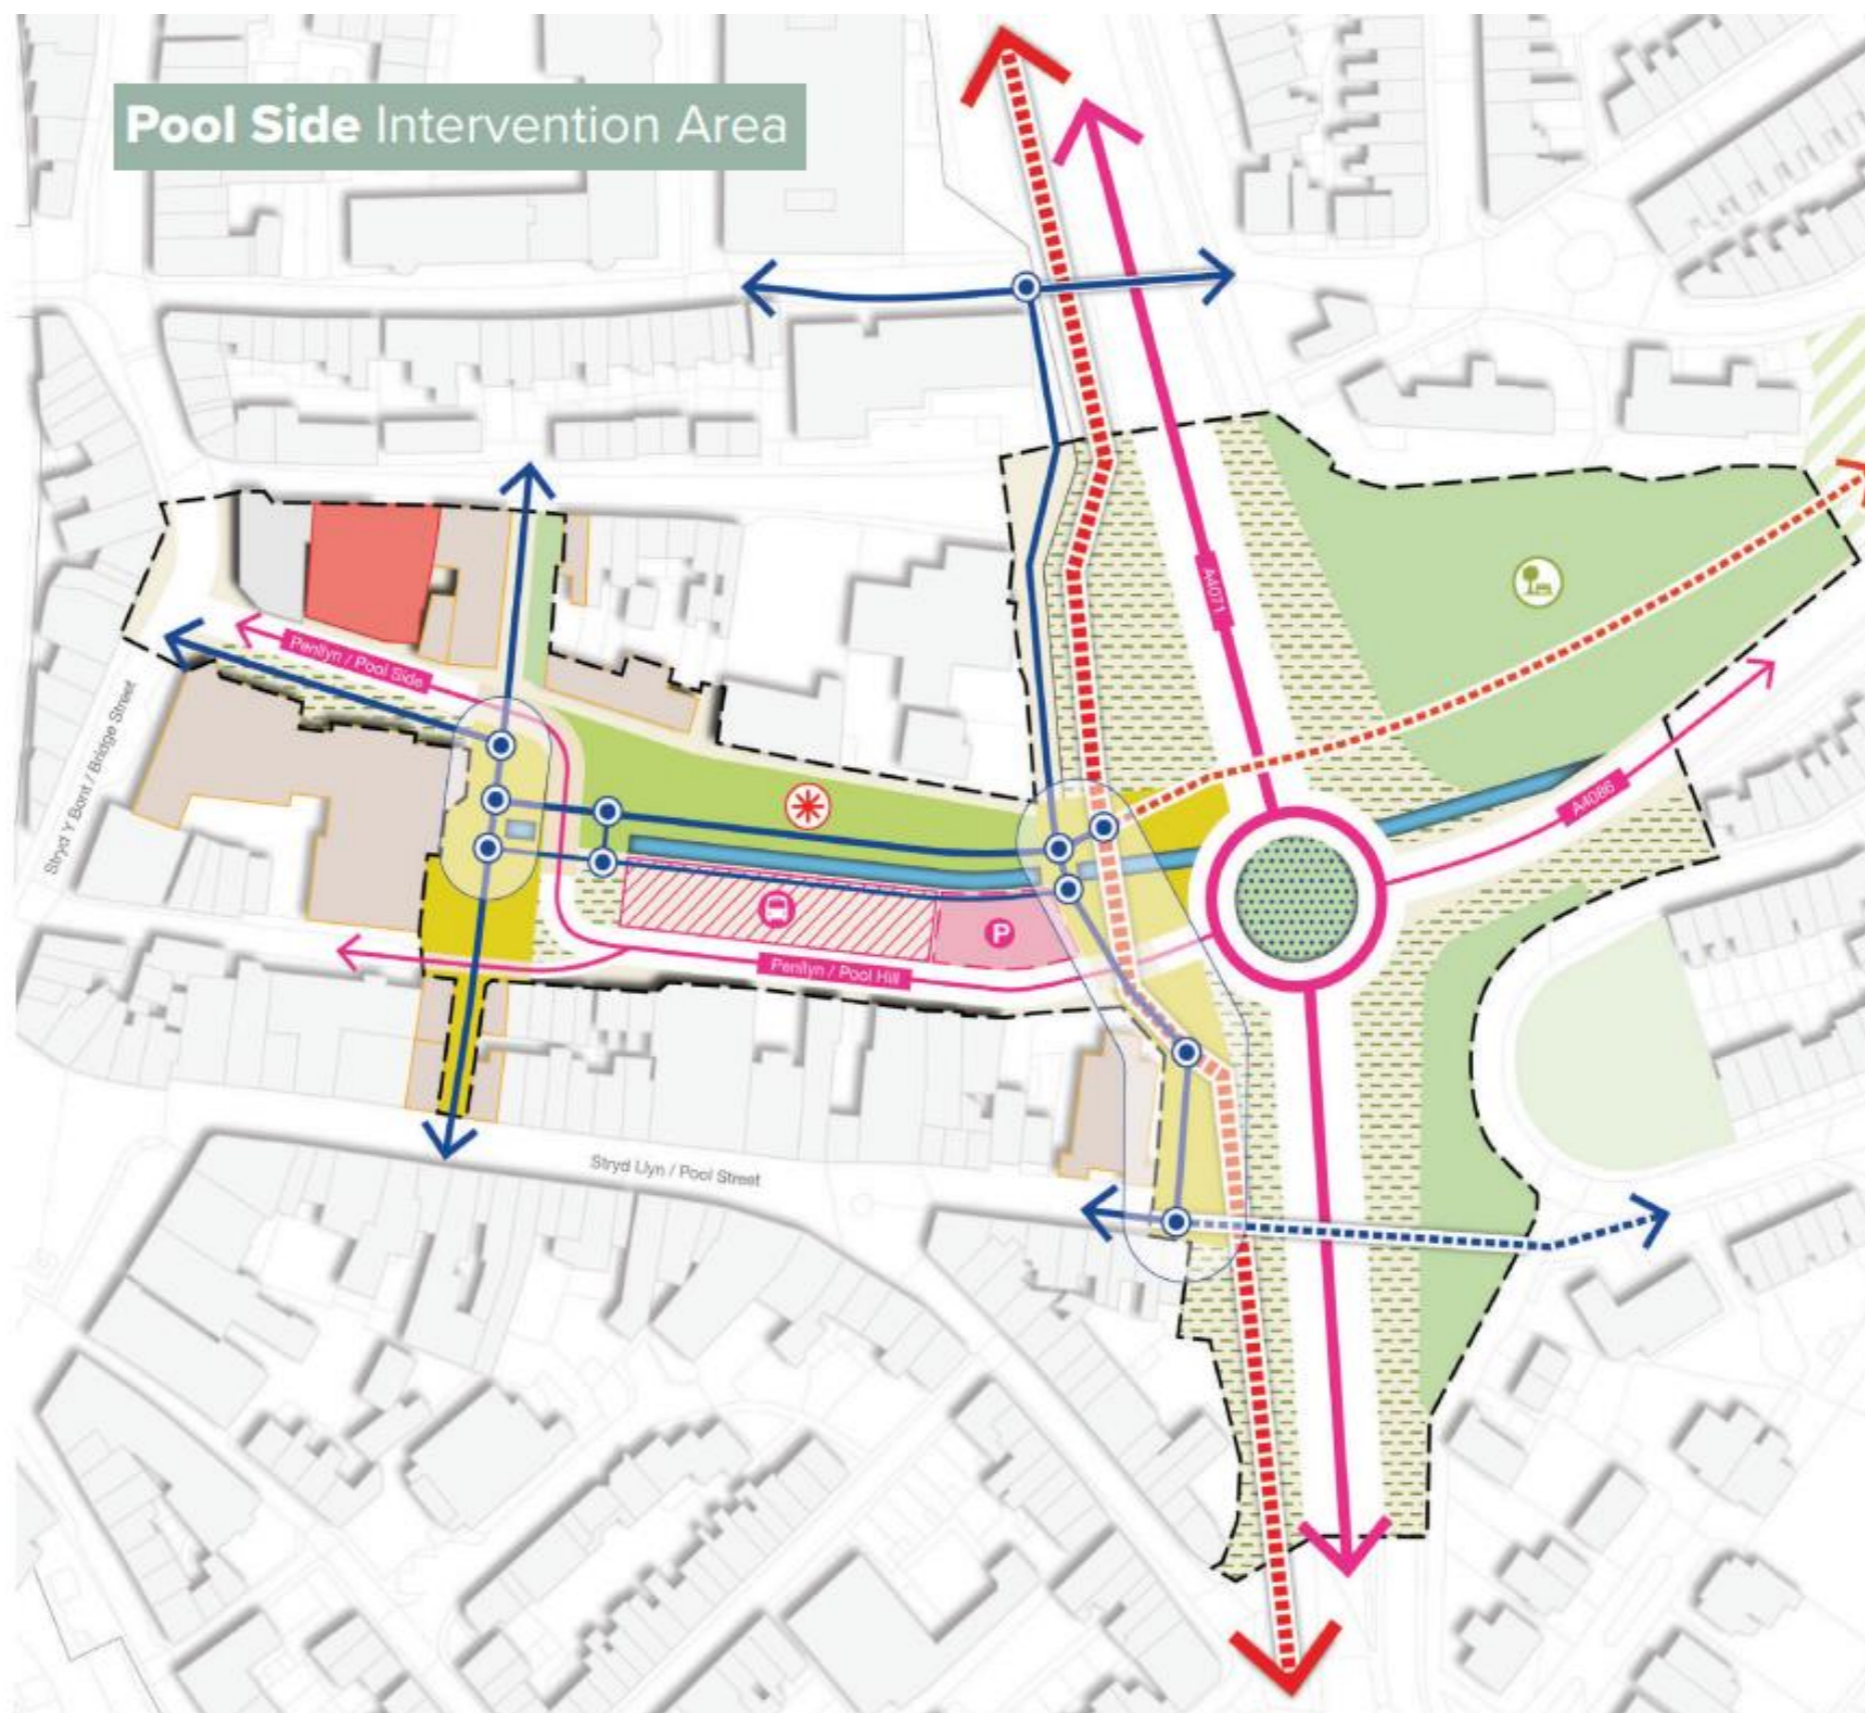 Pool Side Intervention Area
A4071
Penllyn / Pool Side
Stryd Y Bont / Bridge Street
A4086
P
Penllyn / Pool Hill
Stryd Llyn / Pool Street